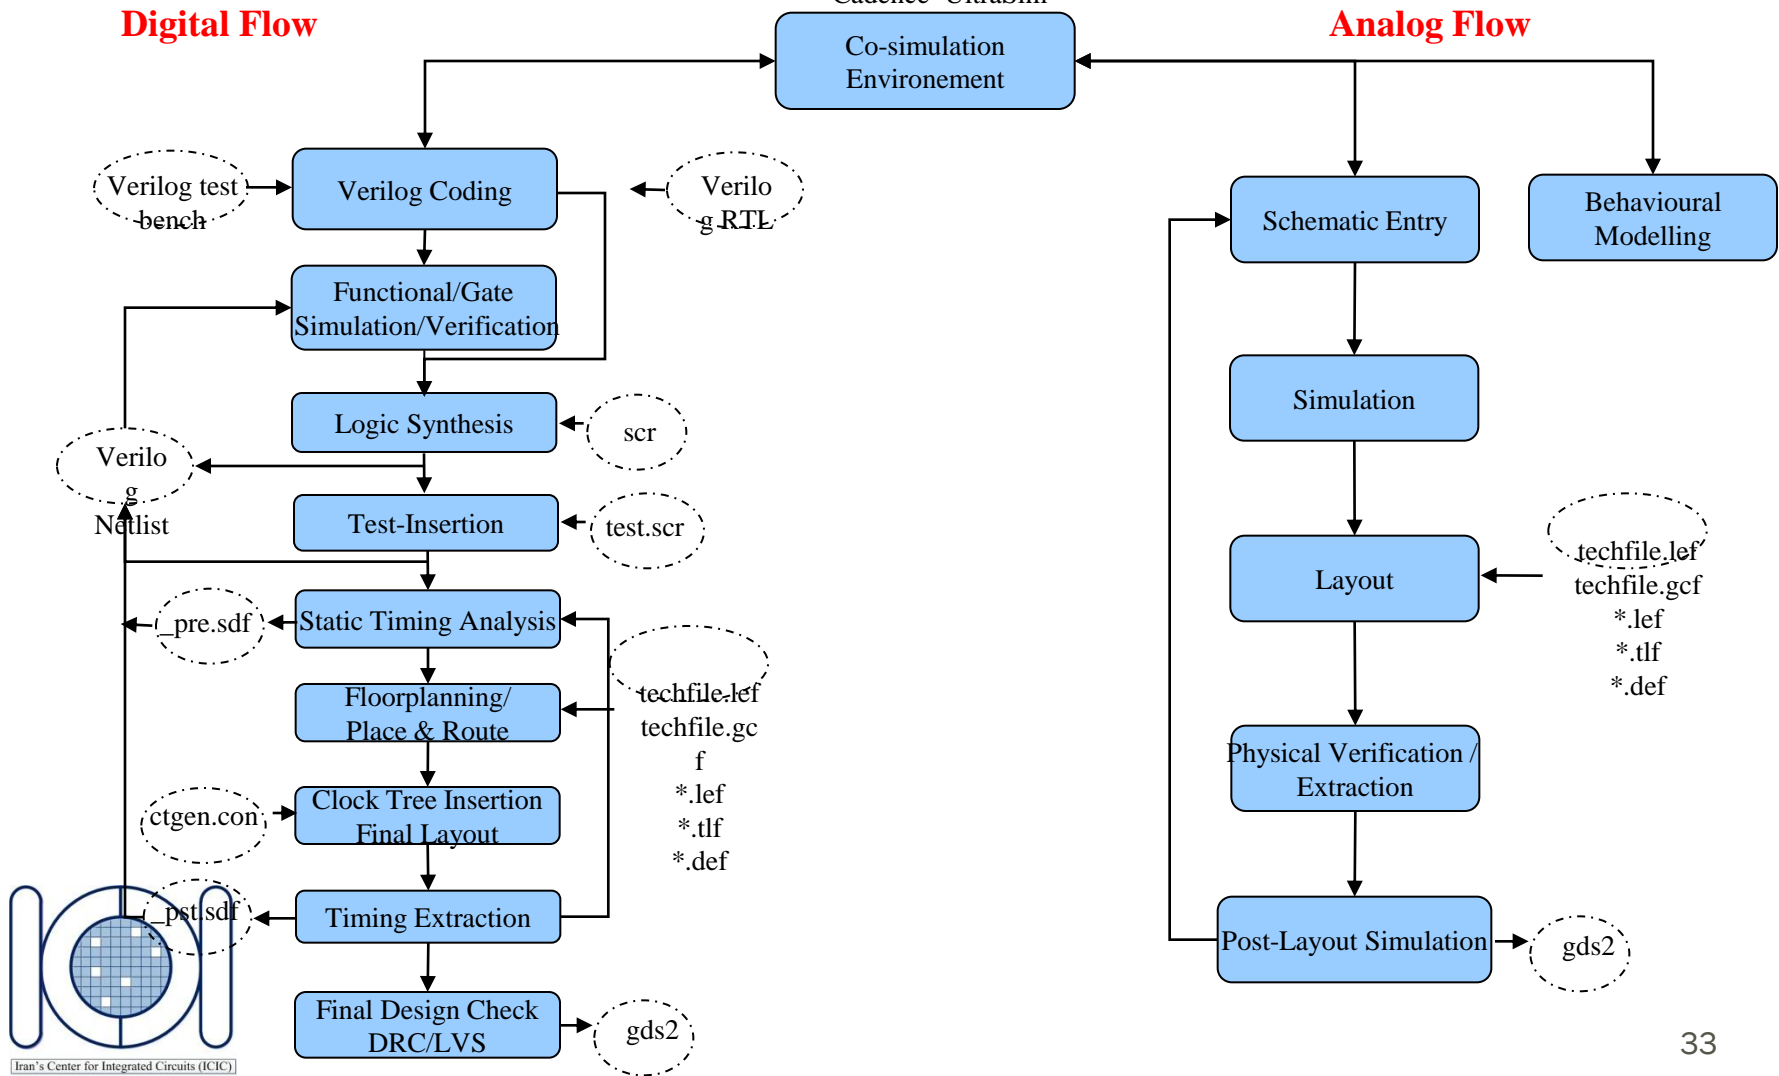 Digital Flow
Analog Flow
Co-simulation
Environement
Verilog test
bench
Verilog Coding
Verilo
g RTL
Functional/Gate
Simulation/Verification
Logic Synthesis
scr
Verilo
g
Netlist
Test-Insertion
test.scr
_pre.sdf
Static Timing Analysis
Floorplanning/
Place & Route
techfile.lef
techfile.gc
f
*.lef
*.tlf
*.def
ctgen.con
Clock Tree Insertion
Final Layout
_pst.sdf
Timing Extraction
Final Design Check
DRC/LVS
gds2
Schematic Entry
Behavioural
Modelling
Simulation
Layout
techfile.lef
techfile.gcf
*.lef
*.tlf
*.def
Physical Verification /
Extraction
Post-Layout Simulation
gds2
Iran's Center for Integrated Circuits (ICIC)
33